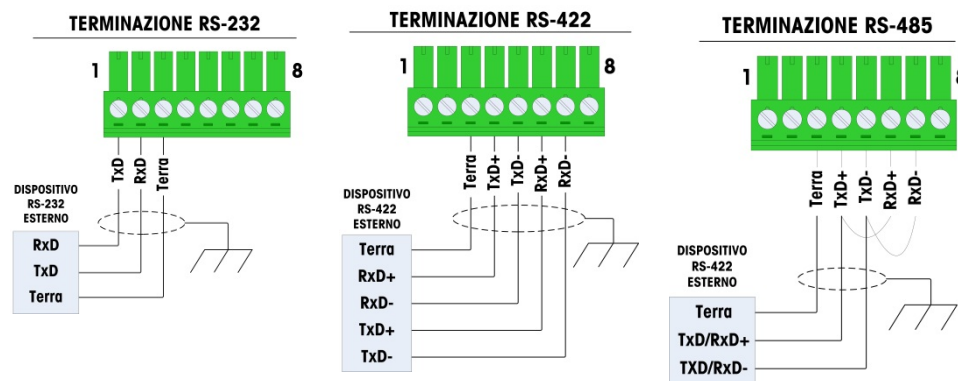 TERMINAZIONE RS-232
1
8
TxD
RxD
Terra
DISPOSITIVO
RS-232
ESTERNO
RxD
TxD
Terra
TERMINAZIONE RS-422
1
8
Terra
TxD+
TxD-
RxD+
RxD-
DISPOSITIVO
RS-422
ESTERNO
Terra
RxD+
RxD-
TxD+
TxD-
TERMINAZIONE RS-485
1
8
Terra
TxD+
TxD-
RxD+
RxD-
DISPOSITIVO
RS-422
ESTERNO
Terra
TxD/RxD+
TXD/RxD-